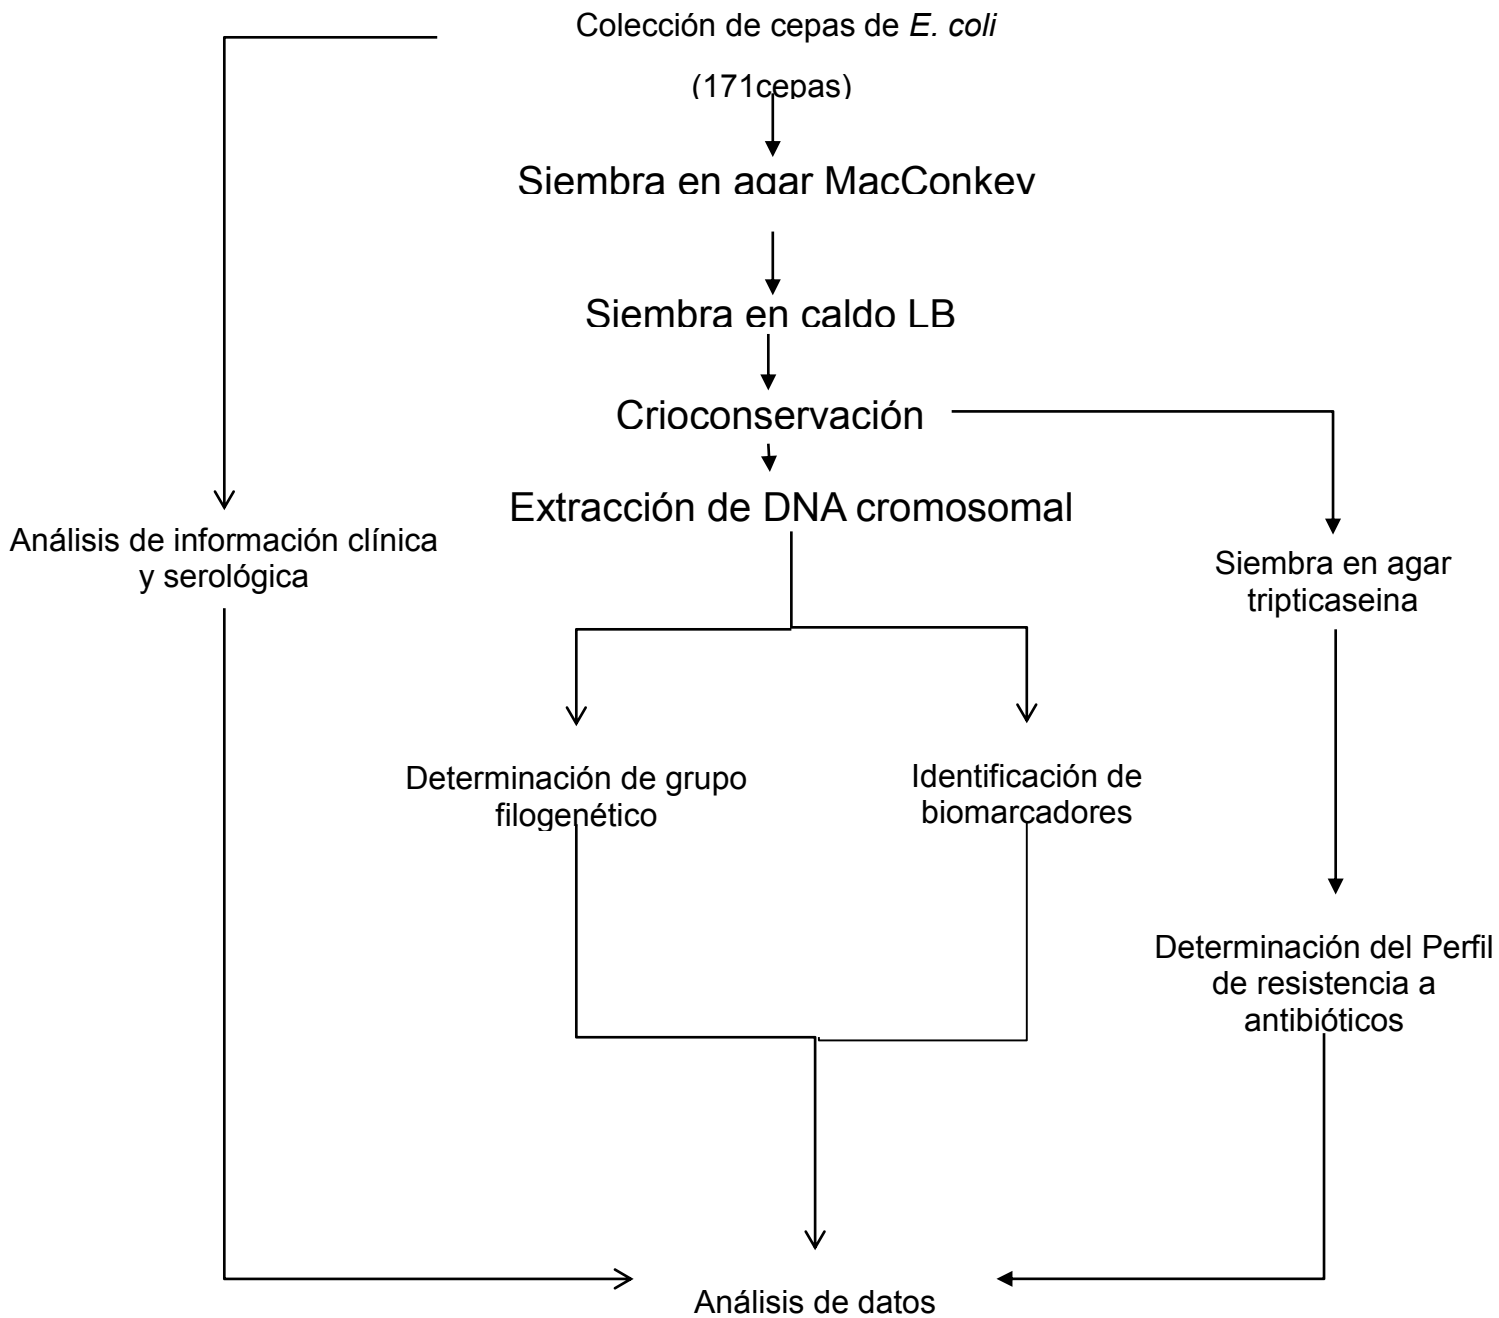 Colección de cepas de E. coli
(171cepas)
Siembra en agar MacConkey
Siembra en caldo LB
Crioconservación
Extracción de DNA cromosomal
Análisis de información clínica
y serológica
Siembra en agar
tripticaseina
Determinación de grupo
filogenético
Identificación de
biomarcadores
Determinación del Perfil
de resistencia a
antibióticos
Análisis de datos